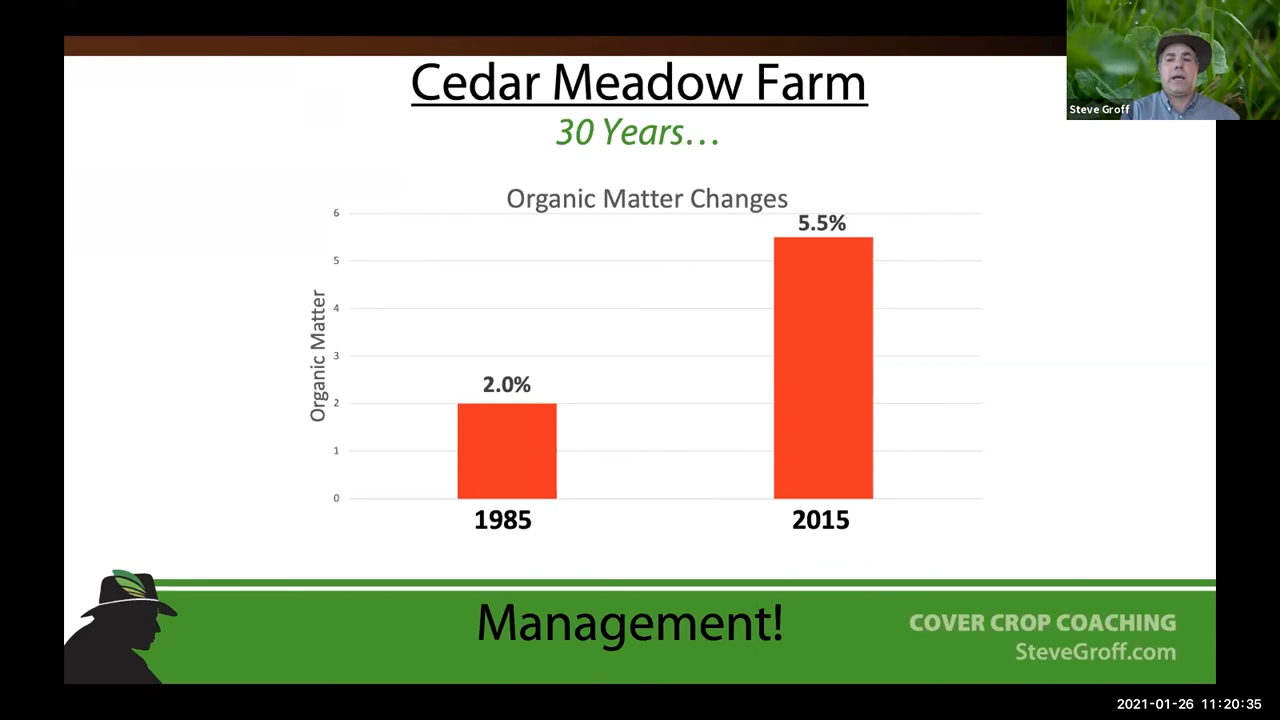 Cedar Meadow Farm
30 Years...
Steve Groff
Organic Matter Changes
6
5
4
3
2
1
0
Organic Matter
2.0%
5.5%
1985
2015
Management!
COVER CROP COACHING
SteveGroff.com
2021-01-26 11:20:35